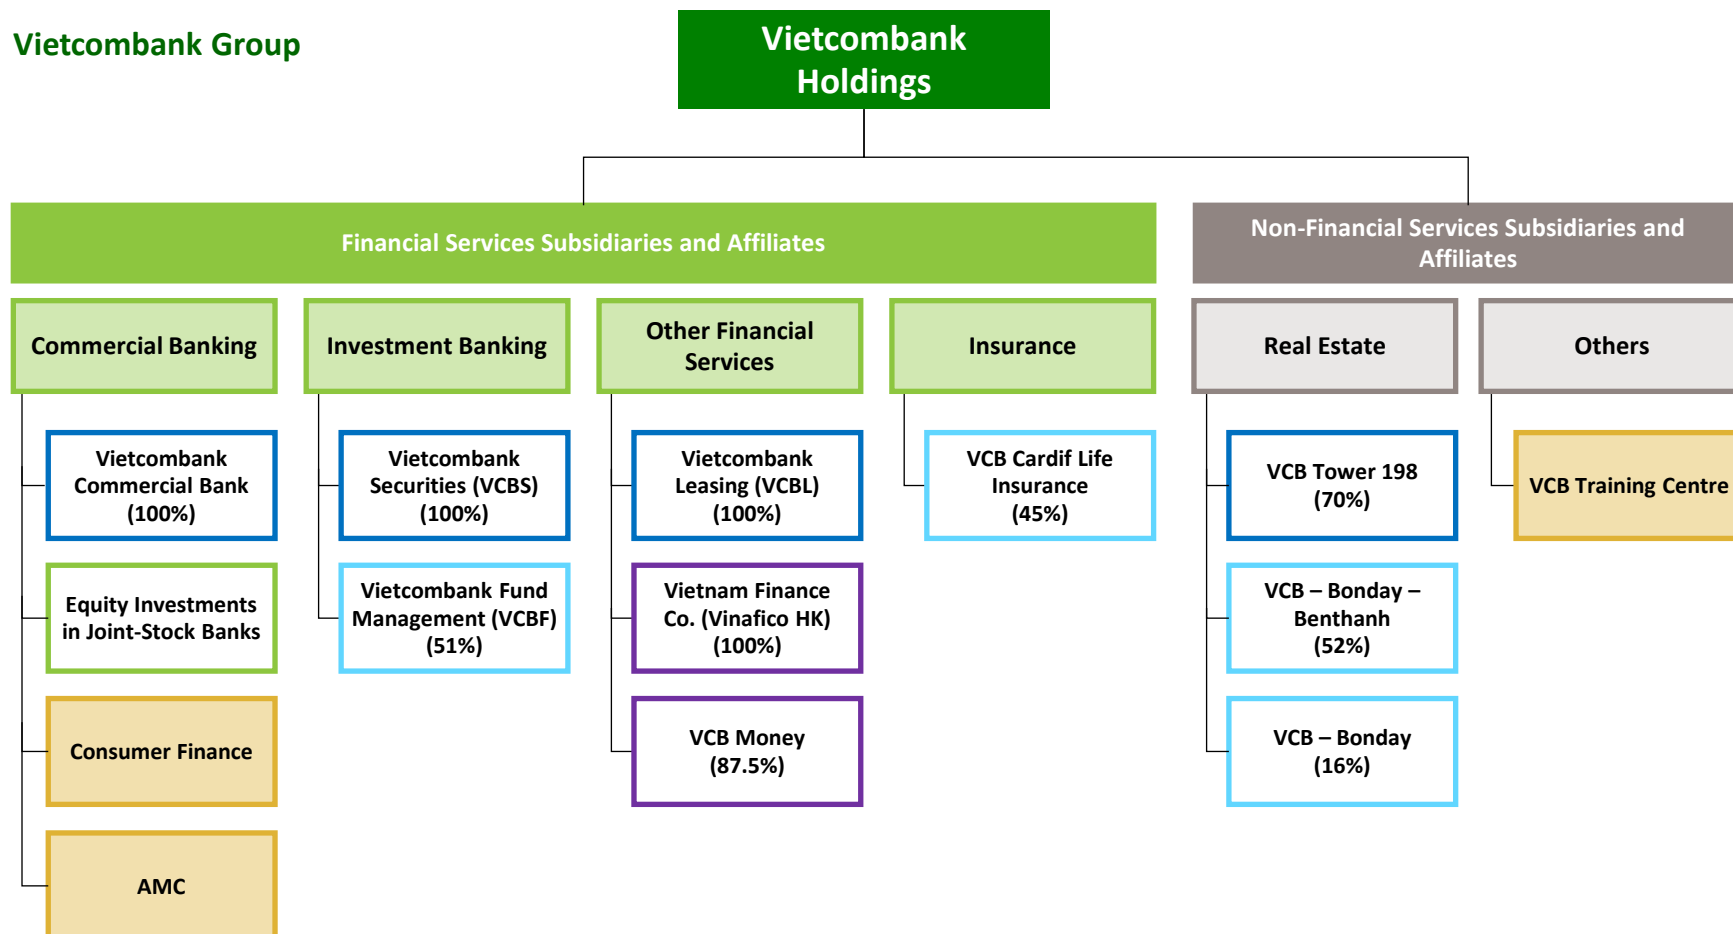 Vietcombank Group
Vietcombank
Holdings
Financial Services Subsidiaries and Affiliates
Non-Financial Services Subsidiaries and
Affiliates
Commercial Banking
Investment Banking
Other Financial
Services
Insurance
Real Estate
Others
Vietcombank
Commercial Bank
(100%)
Equity Investments
in Joint-Stock Banks
Consumer Finance
AMC
Vietcombank
Securities (VCBS)
(100%)
Vietcombank Fund
Management (VCBF)
(51%)
Vietcombank
Leasing (VCBL)
(100%)
Vietnam Finance
Co. (Vinafico HK)
(100%)
VCB Money
(87.5%)
VCB Cardif Life
Insurance
(45%)
VCB Tower 198
(70%)
VCB – Bonday –
Benthanh
(52%)
VCB – Bonday
(16%)
VCB Training Centre